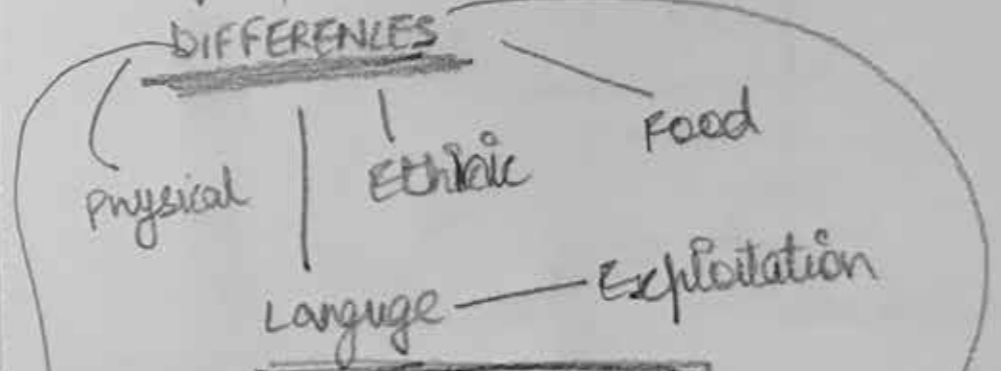 DIFFERENCES
Food
Ethnic
Physical
Exploitation
Languge